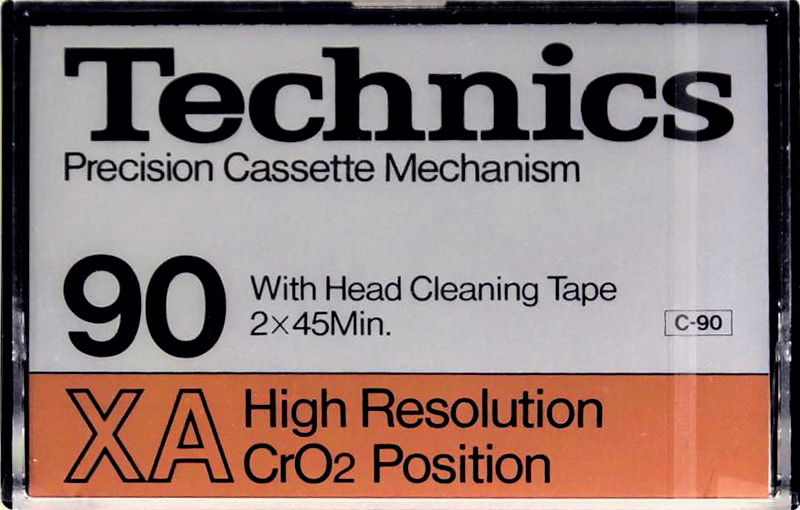 Technics
Precision Cassette Mechanism
90
With Head Cleaning Tape
2×45Min.
C-90
XA
High Resolution
CrO2 Position